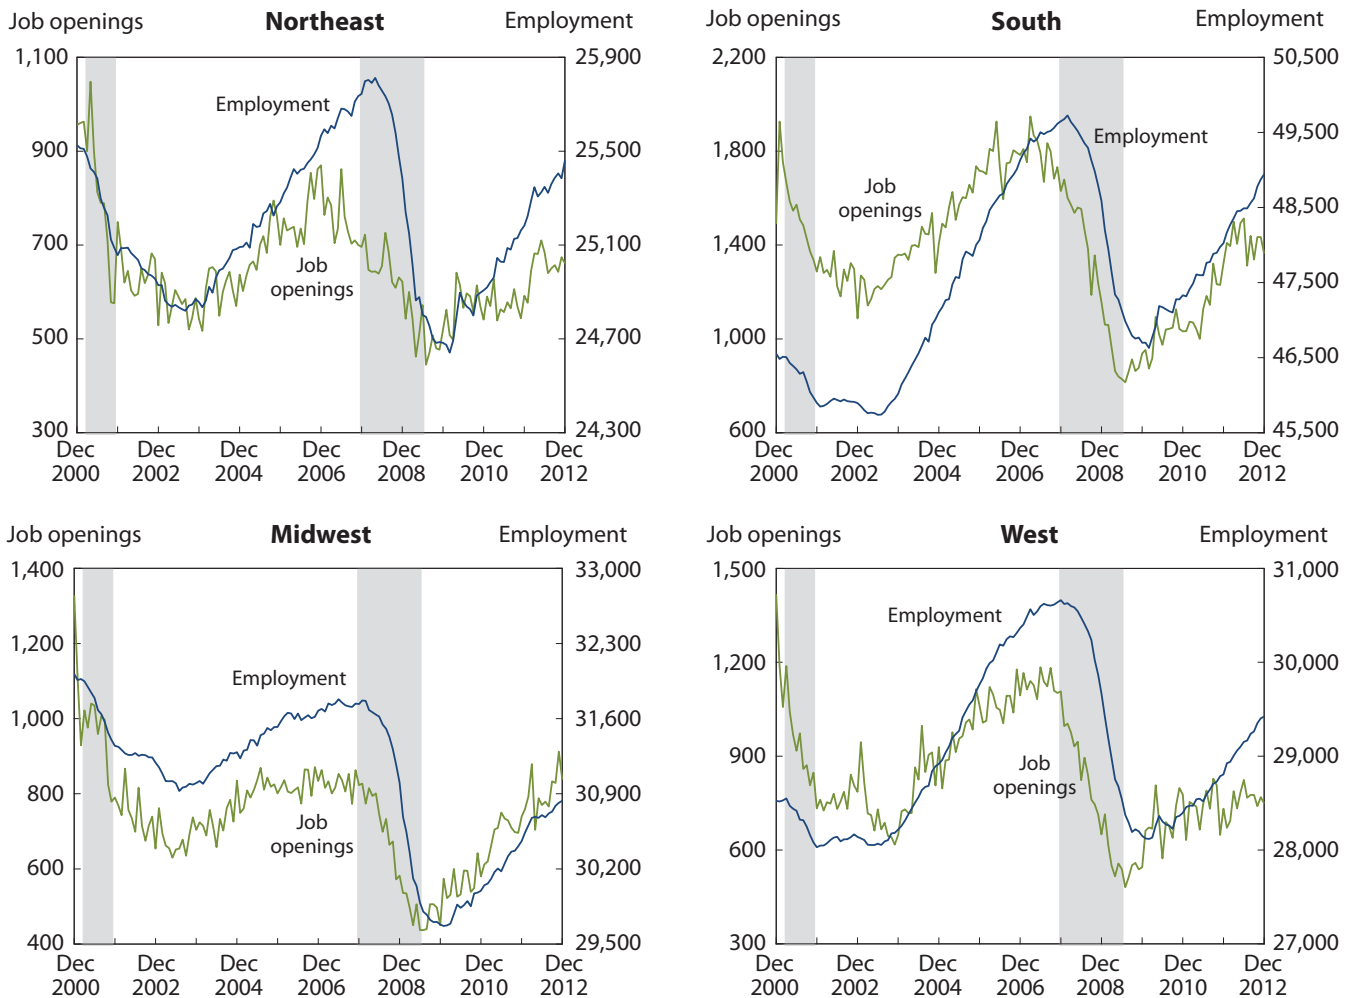 Job openings Northeast Employment
1,100 25,900
Employment
900 25,500
700 25,100
Job
openings
500 24,700
300 24,300
Dec Dec Dec Dec Dec Dec Dec
2000 2002 2004 2006 2008 2010 2012
Job openings South Employment
2,200 50,500
Employment
49,500
1,800
Job
openings
48,500
1,400
47,500
1,000
46,500
600 45,500
Dec Dec Dec Dec Dec Dec Dec
2000 2002 2004 2006 2008 2010 2012
Job openings Midwest Employment
1,400 33,000
1,200 32,300
Employment
1,000 31,600
800 30,900
Job
openings
600 30,200
400 29,500
Dec Dec Dec Dec Dec Dec Dec
2000 2002 2004 2006 2008 2010 2012
Job openings West Employment
1,500 31,000
Employment
1,200 30,000
900 29,000
Job
openings
600 28,000
300 27,000
Dec Dec Dec Dec Dec Dec Dec
2000 2002 2004 2006 2008 2010 2012